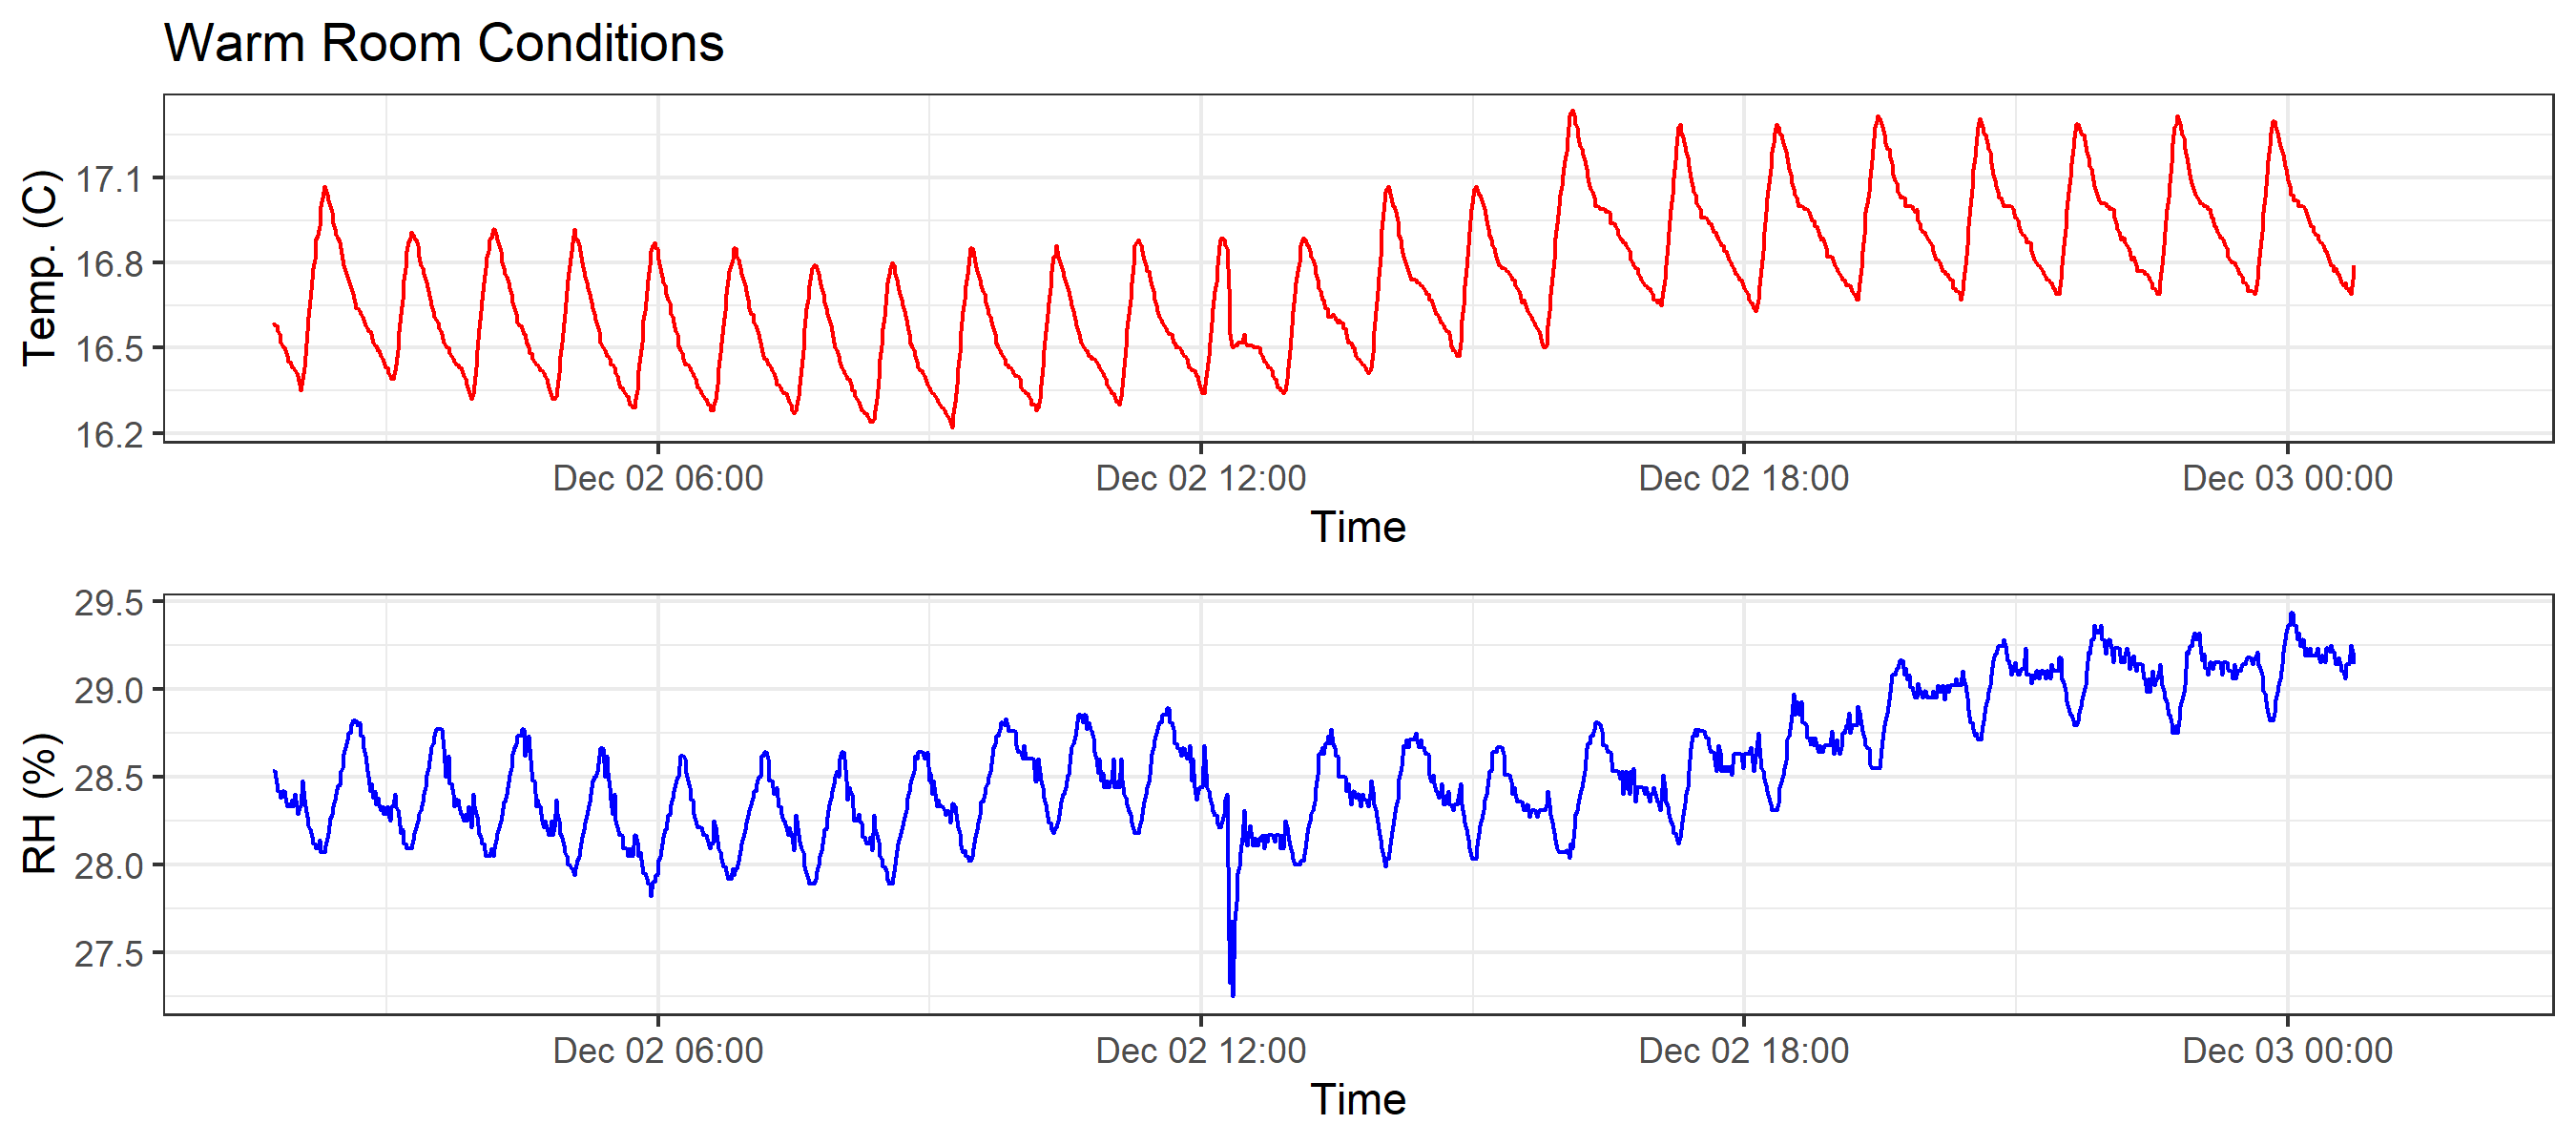 Warm Room Conditions
Temp. (C)
17.1
16.8
16.5
16.2
Dec 02 06:00 Dec 02 12:00 Dec 02 18:00 Dec 03 00:00
Time
RH (%)
29.5
29.0
28.5
28.0
27.5
Dec 02 06:00 Dec 02 12:00 Dec 02 18:00 Dec 03 00:00
Time